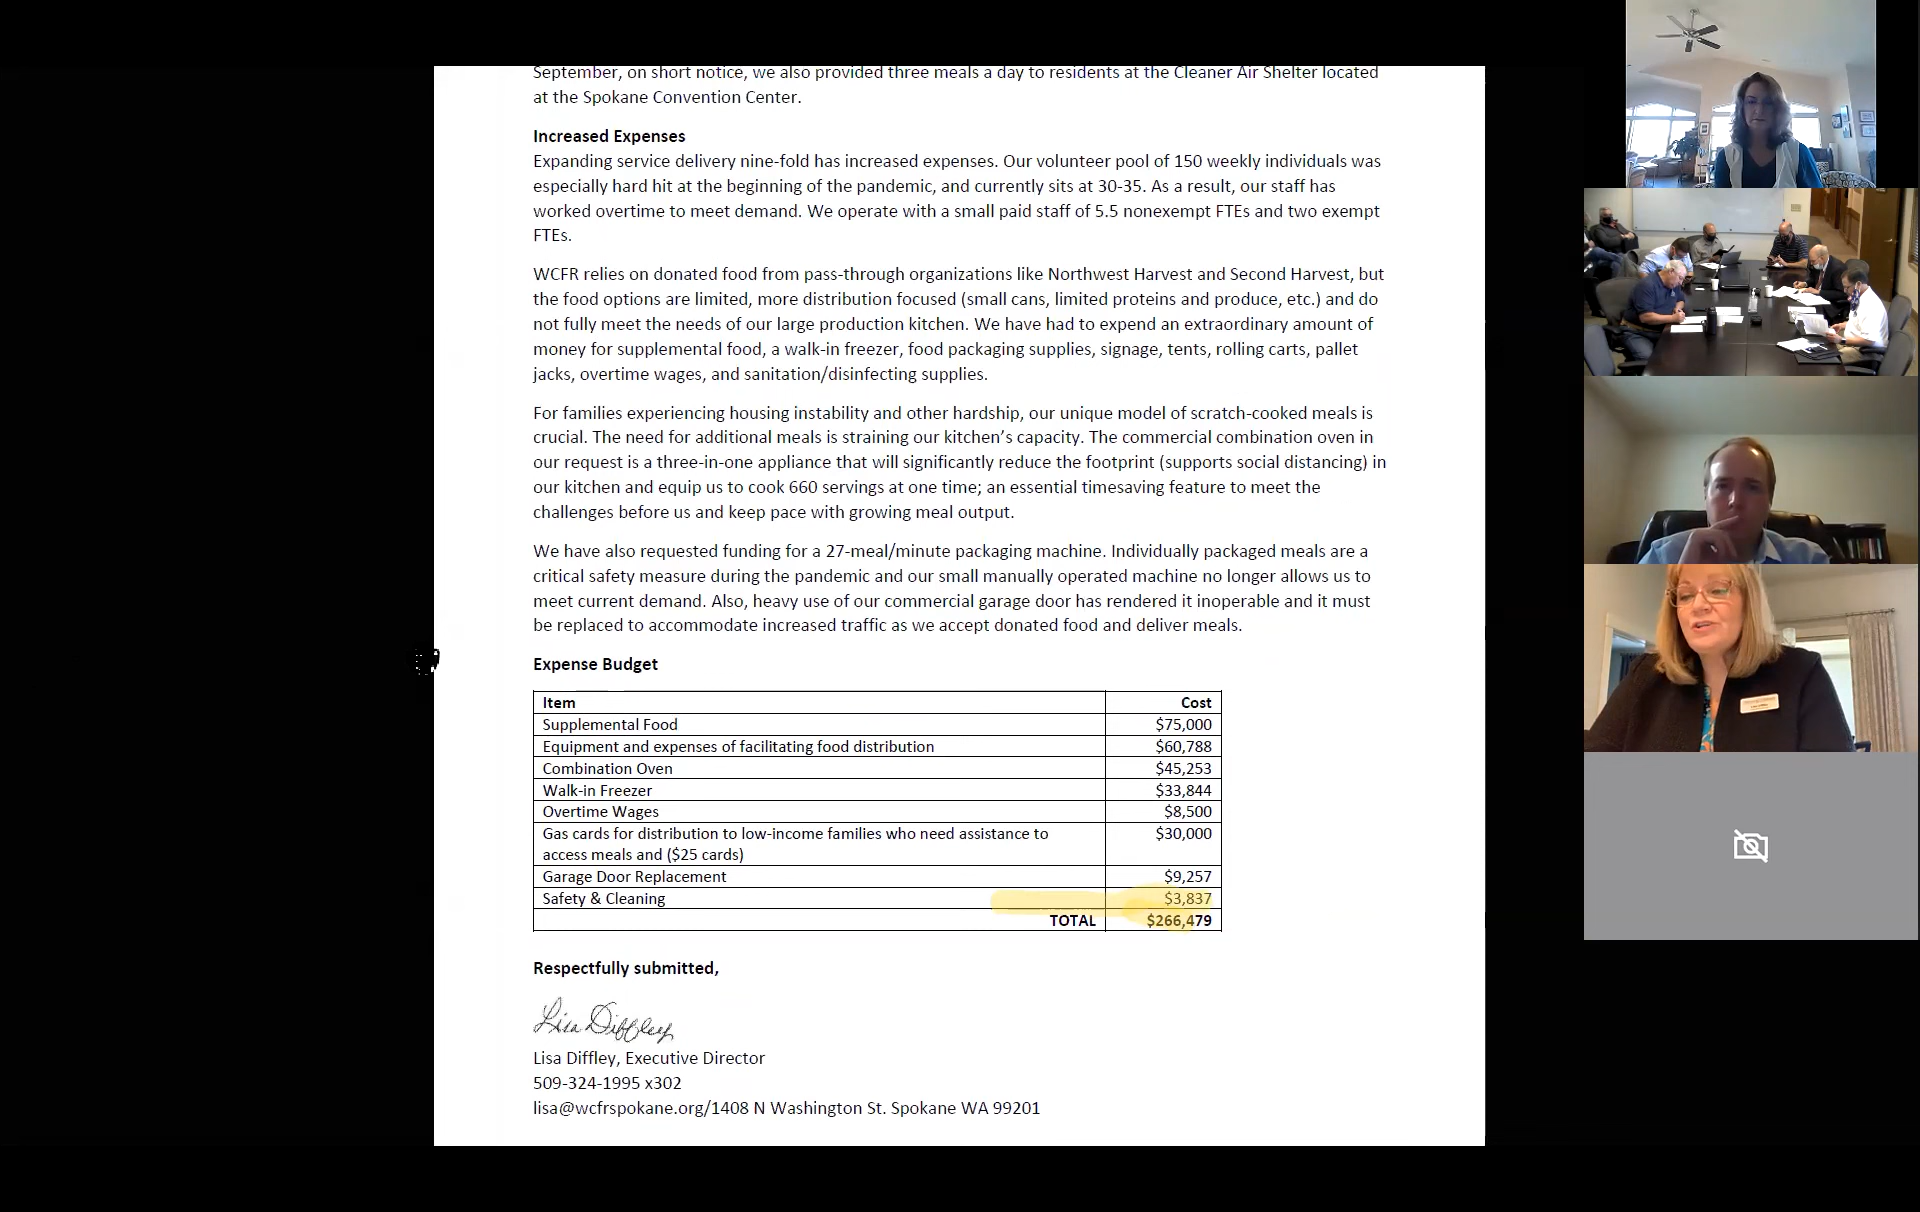 September, on short notice, we also provided three meals a day to residents at the Cleaner Air Shelter located
at the Spokane Convention Center.
Increased Expenses
Expanding service delivery nine-fold has increased expenses. Our volunteer pool of 150 weekly individuals was
especially hard hit at the beginning of the pandemic, and currently sits at 30-35. As a result, our staff has
worked overtime to meet demand. We operate with a small paid staff of 5.5 nonexempt FTEs and two exempt
FTEs.
WCFR relies on donated food from pass-through organizations like Northwest Harvest and Second Harvest, but
the food options are limited, more distribution focused (small cans, limited proteins and produce, etc.) and do
not fully meet the needs of our large production kitchen. We have had to expend an extraordinary amount of
money for supplemental food, a walk-in freezer, food packaging supplies, signage, tents, rolling carts, pallet
jacks, overtime wages, and sanitation/disinfecting supplies.
For families experiencing housing instability and other hardship, our unique model of scratch-cooked meals is
crucial. The need for additional meals is straining our kitchen's capacity. The commercial combination oven in
our request is a three-in-one appliance that will significantly reduce the footprint (supports social distancing) in
our kitchen and equip us to cook 660 servings at one time; an essential timesaving feature to meet the
challenges before us and keep pace with growing meal output.
We have also requested funding for a 27-meal/minute packaging machine. Individually packaged meals are a
critical safety measure during the pandemic and our small manually operated machine no longer allows us to
meet current demand. Also, heavy use of our commercial garage door has rendered it inoperable and it must
be replaced to accommodate increased traffic as we accept donated food and deliver meals.
Expense Budget
Item Cost
Supplemental Food $75,000
Equipment and expenses of facilitating food distribution $60,788
Combination Oven $45,253
Walk-in Freezer $33,844
Overtime Wages $8,500
Gas cards for distribution to low-income families who need assistance to $30,000
access meals and ($25 cards)
Garage Door Replacement $9,257
Safety & Cleaning $3,837
TOTAL $266,479
Respectfully submitted,
Lisa Diffley
Lisa Diffley, Executive Director
509-324-1995 x302
lisa@wcfrspokane.org/1408 N Washington St. Spokane WA 99201